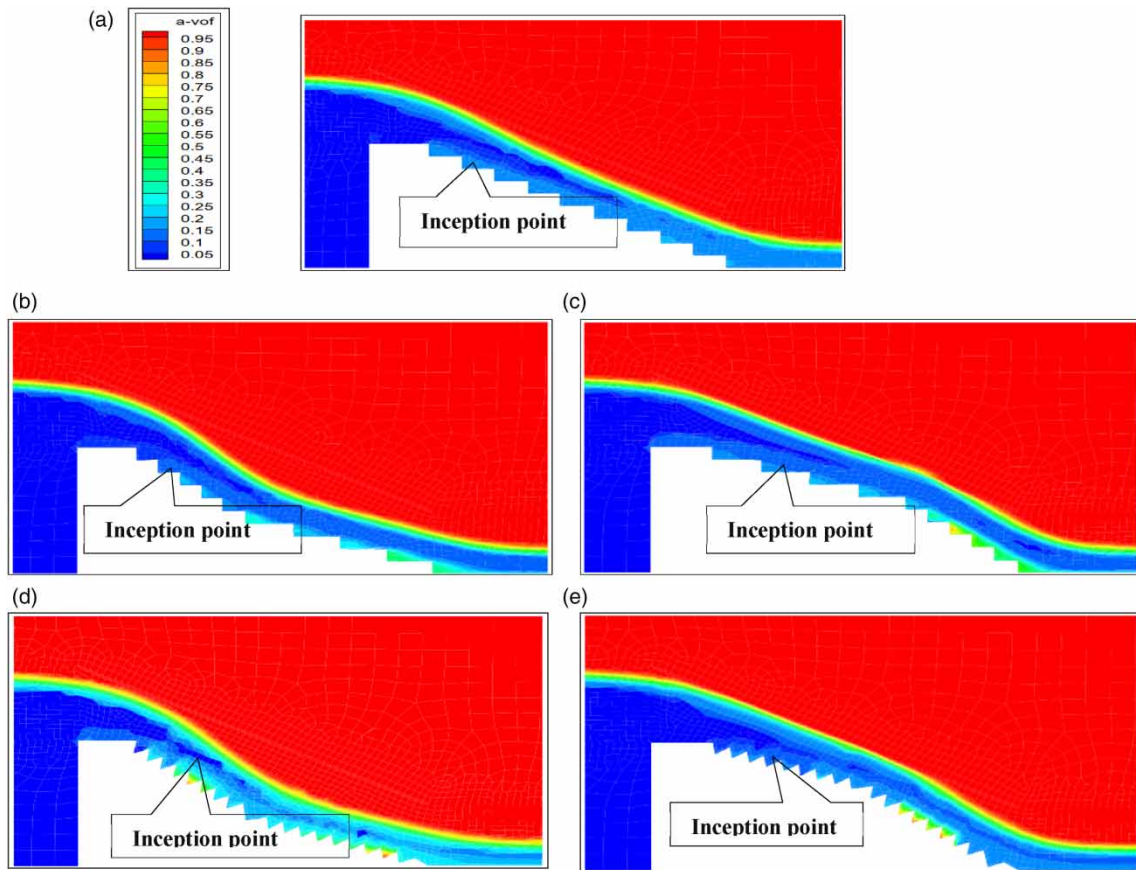 (a)
a-vof
0.95
0.9
0.85
0.8
0.75
0.7
0.65
0.6
0.55
0.5
0.45
0.4
0.35
0.3
0.25
0.2
0.15
0.1
0.05
Inception point
(b)
Inception point
(c)
Inception point
(d)
Inception point
(e)
Inception point